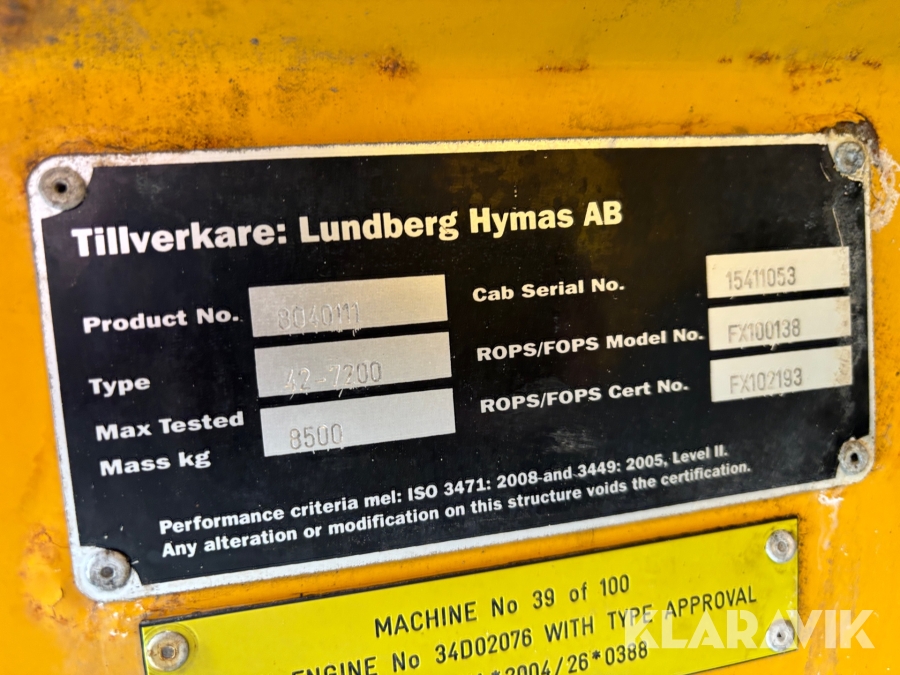 Tillverkare: Lundberg Hymas AB
Product No. 8040111
Type 42-7200
Max Tested
Mass kg 8500
Cab Serial No. 15411053
ROPS/FOPS Model No. FX100138
ROPS/FOPS Cert No. FX102193
Performance criteria mel: ISO 3471: 2008-and 3449: 2005, Level II.
Any alteration or modification on this structure voids the certification.
MACHINE No 39 of 100
ENGINE No 34D02076 WITH TYPE APPROVAL
*2004/26*0388
KLARAVIK